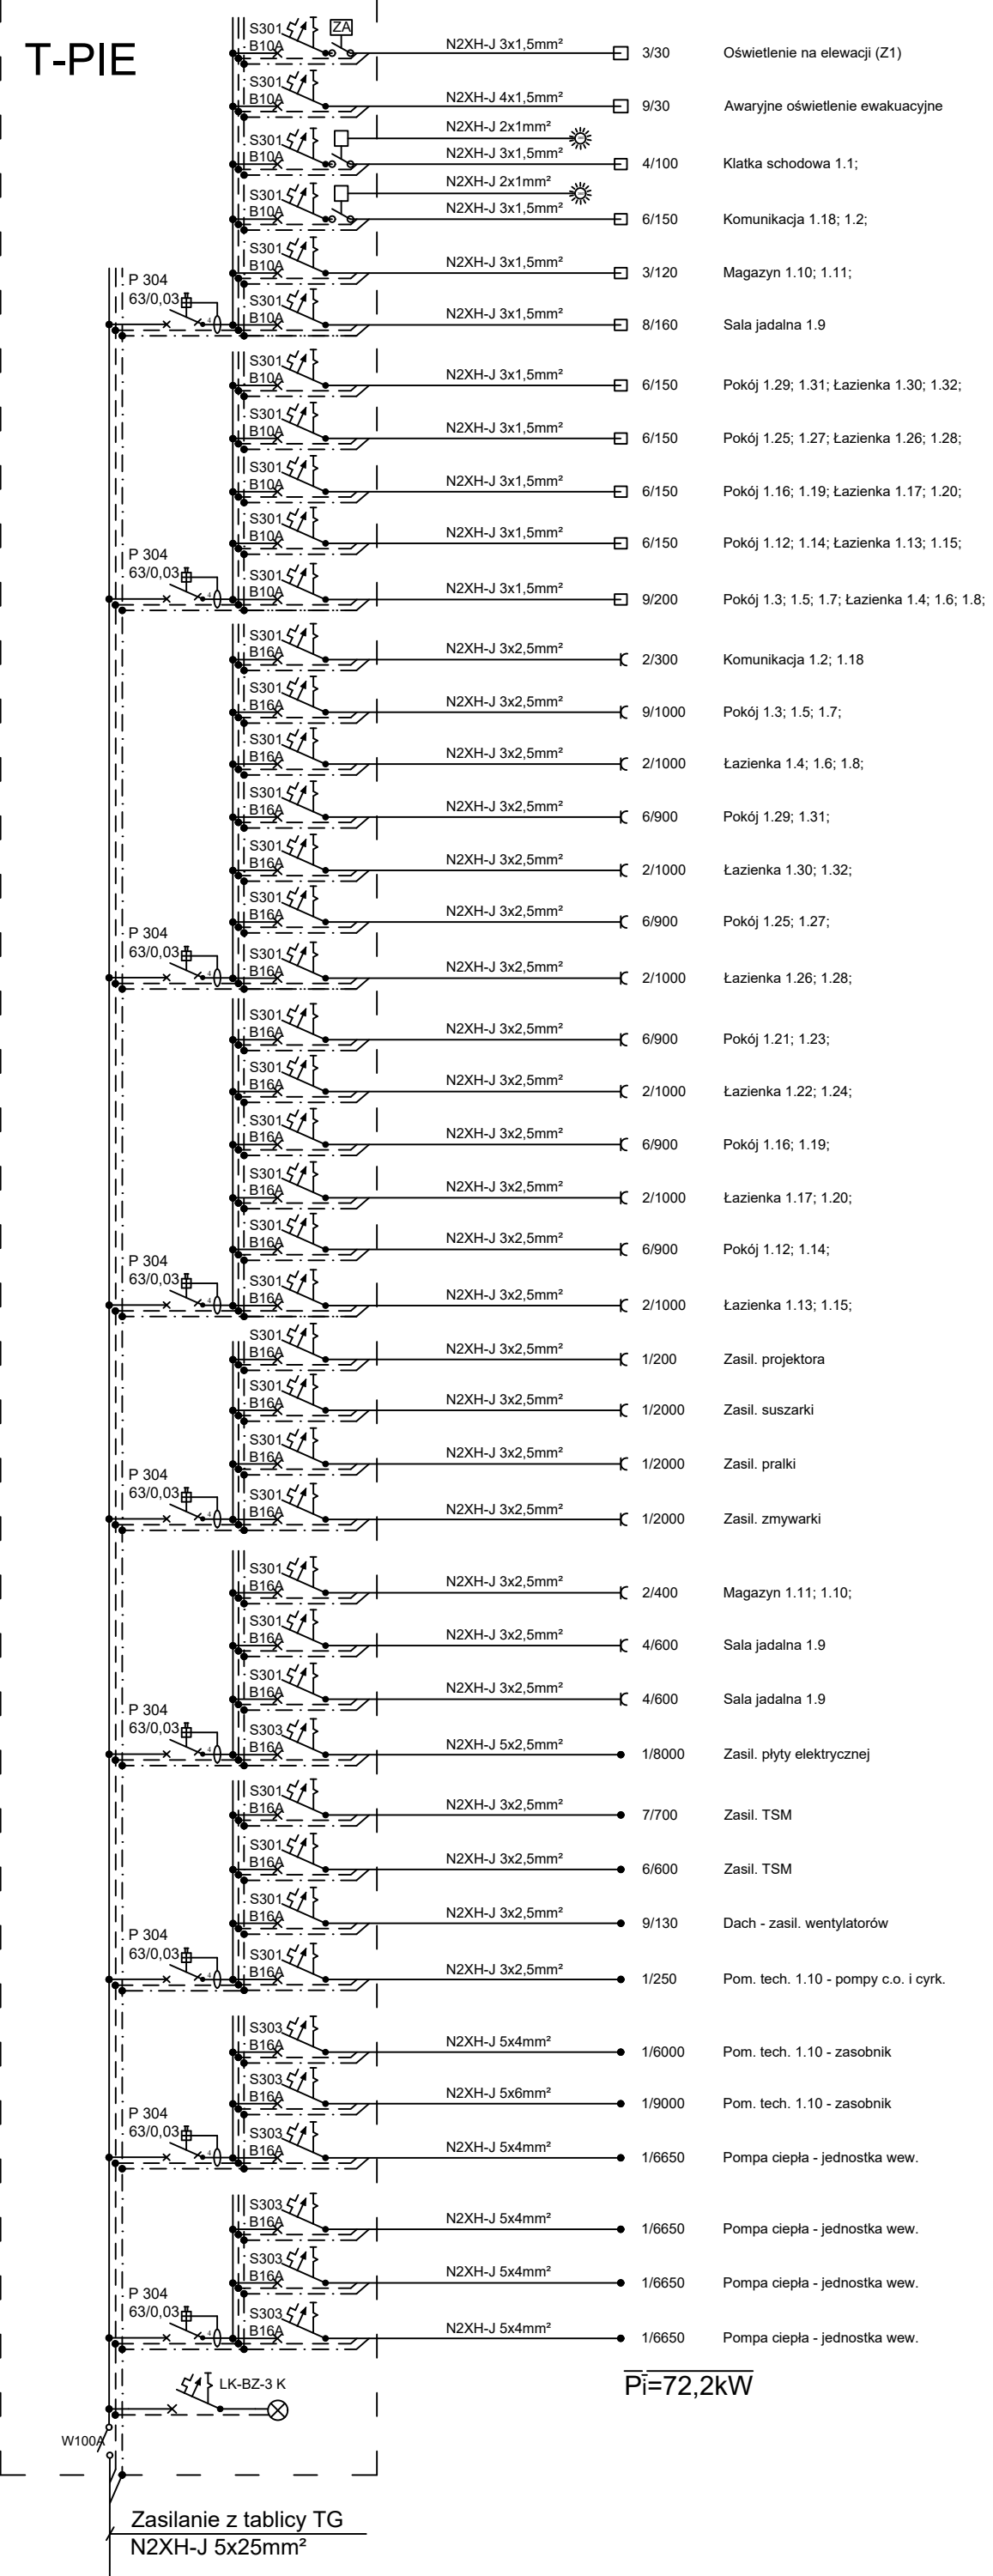 T-PIE
S301
B10A
ZA
N2XH-J 3x1,5mm²
3/30
Oświetlenie na elewacji (Z1)
S301
B10A
N2XH-J 4x1,5mm²
9/30
Awaryjne oświetlenie ewakuacyjne
N2XH-J 2x1mm²
S301
B10A
N2XH-J 3x1,5mm²
4/100
Klatka schodowa 1.1;
N2XH-J 2x1mm²
S301
B10A
N2XH-J 3x1,5mm²
6/150
Komunikacja 1.18; 1.2;
S301
B10A
N2XH-J 3x1,5mm²
3/120
Magazyn 1.10; 1.11;
P 304
63/0,03
4
S301
B10A
N2XH-J 3x1,5mm²
8/160
Sala jadalna 1.9
S301
B10A
N2XH-J 3x1,5mm²
6/150
Pokój 1.29; 1.31; Łazienka 1.30; 1.32;
S301
B10A
N2XH-J 3x1,5mm²
6/150
Pokój 1.25; 1.27; Łazienka 1.26; 1.28;
S301
B10A
N2XH-J 3x1,5mm²
6/150
Pokój 1.16; 1.19; Łazienka 1.17; 1.20;
S301
B10A
N2XH-J 3x1,5mm²
6/150
Pokój 1.12; 1.14; Łazienka 1.13; 1.15;
P 304
63/0,03
4
S301
B10A
N2XH-J 3x1,5mm²
9/200
Pokój 1.3; 1.5; 1.7; Łazienka 1.4; 1.6; 1.8;
S301
B16A
N2XH-J 3x2,5mm²
2/300
Komunikacja 1.2; 1.18
S301
B16A
N2XH-J 3x2,5mm²
9/1000
Pokój 1.3; 1.5; 1.7;
S301
B16A
N2XH-J 3x2,5mm²
2/1000
Łazienka 1.4; 1.6; 1.8;
S301
B16A
N2XH-J 3x2,5mm²
6/900
Pokój 1.29; 1.31;
S301
B16A
N2XH-J 3x2,5mm²
2/1000
Łazienka 1.30; 1.32;
S301
B16A
N2XH-J 3x2,5mm²
6/900
Pokój 1.25; 1.27;
P 304
63/0,03
4
S301
B16A
N2XH-J 3x2,5mm²
2/1000
Łazienka 1.26; 1.28;
S301
B16A
N2XH-J 3x2,5mm²
6/900
Pokój 1.21; 1.23;
S301
B16A
N2XH-J 3x2,5mm²
2/1000
Łazienka 1.22; 1.24;
S301
B16A
N2XH-J 3x2,5mm²
6/900
Pokój 1.16; 1.19;
S301
B16A
N2XH-J 3x2,5mm²
2/1000
Łazienka 1.17; 1.20;
S301
B16A
N2XH-J 3x2,5mm²
6/900
Pokój 1.12; 1.14;
P 304
63/0,03
4
S301
B16A
N2XH-J 3x2,5mm²
2/1000
Łazienka 1.13; 1.15;
S301
B16A
N2XH-J 3x2,5mm²
1/200
Zasil. projektora
S301
B16A
N2XH-J 3x2,5mm²
1/2000
Zasil. suszarki
S301
B16A
N2XH-J 3x2,5mm²
1/2000
Zasil. pralki
P 304
63/0,03
4
S301
B16A
N2XH-J 3x2,5mm²
1/2000
Zasil. zmywarki
S301
B16A
N2XH-J 3x2,5mm²
2/400
Magazyn 1.11; 1.10;
S301
B16A
N2XH-J 3x2,5mm²
4/600
Sala jadalna 1.9
S301
B16A
N2XH-J 3x2,5mm²
4/600
Sala jadalna 1.9
P 304
63/0,03
4
S303
B16A
N2XH-J 5x2,5mm²
1/8000
Zasil. płyty elektrycznej
S301
B16A
N2XH-J 3x2,5mm²
7/700
Zasil. TSM
S301
B16A
N2XH-J 3x2,5mm²
6/600
Zasil. TSM
S301
B16A
N2XH-J 3x2,5mm²
9/130
Dach - zasil. wentylatorów
P 304
63/0,03
4
S301
B16A
N2XH-J 3x2,5mm²
1/250
Pom. tech. 1.10 - pompy c.o. i cyrk.
S303
B16A
N2XH-J 5x4mm²
1/6000
Pom. tech. 1.10 - zasobnik
S303
B16A
N2XH-J 5x6mm²
1/9000
Pom. tech. 1.10 - zasobnik
P 304
63/0,03
4
S303
B16A
N2XH-J 5x4mm²
1/6650
Pompa ciepła - jednostka wew.
S303
B16A
N2XH-J 5x4mm²
1/6650
Pompa ciepła - jednostka wew.
S303
B16A
N2XH-J 5x4mm²
1/6650
Pompa ciepła - jednostka wew.
P 304
63/0,03
4
S303
B16A
N2XH-J 5x4mm²
1/6650
Pompa ciepła - jednostka wew.
LK-BZ-3 K
Pi=72,2kW
W100A
Zasilanie z tablicy TG
N2XH-J 5x25mm²